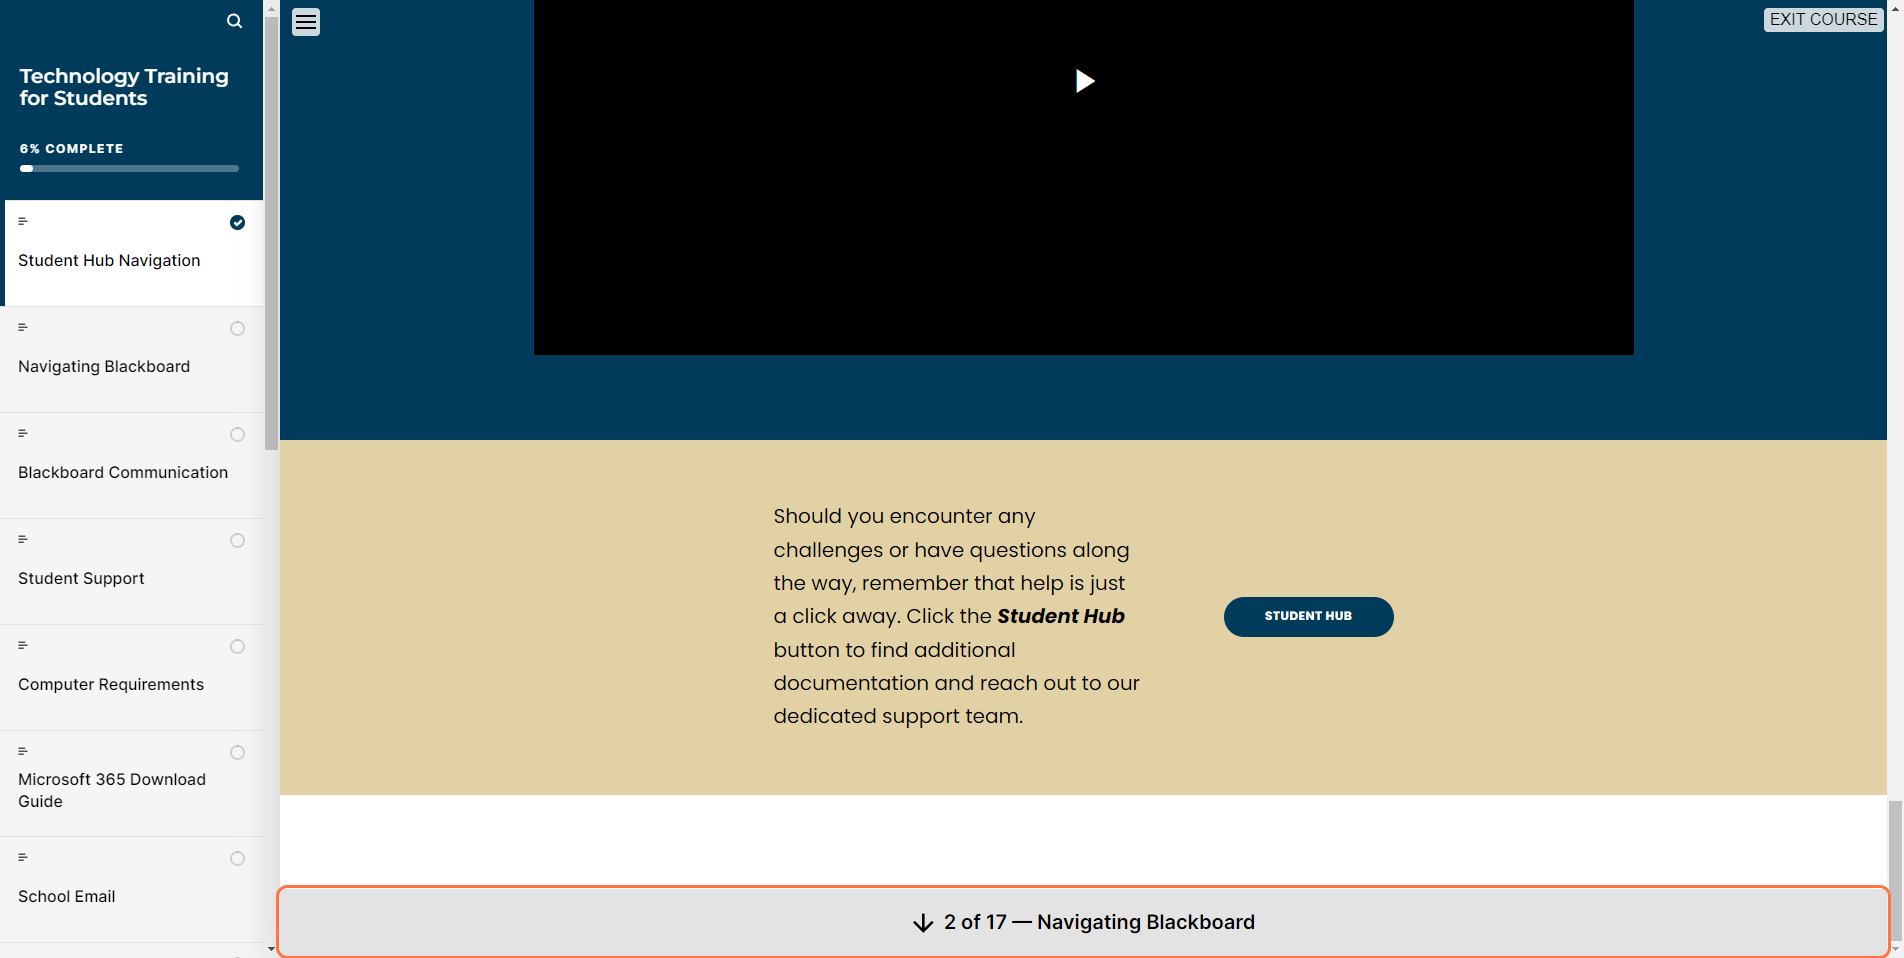 EXIT COURSE
Technology Training
for Students
6% COMPLETE
Student Hub Navigation
Navigating Blackboard
Blackboard Communication
Student Support
Computer Requirements
Microsoft 365 Download
Guide
School Email
Should you encounter any
challenges or have questions along
the way, remember that help is just
a click away. Click the Student Hub
button to find additional
documentation and reach out to our
dedicated support team.
STUDENT HUB
2 of 17 — Navigating Blackboard